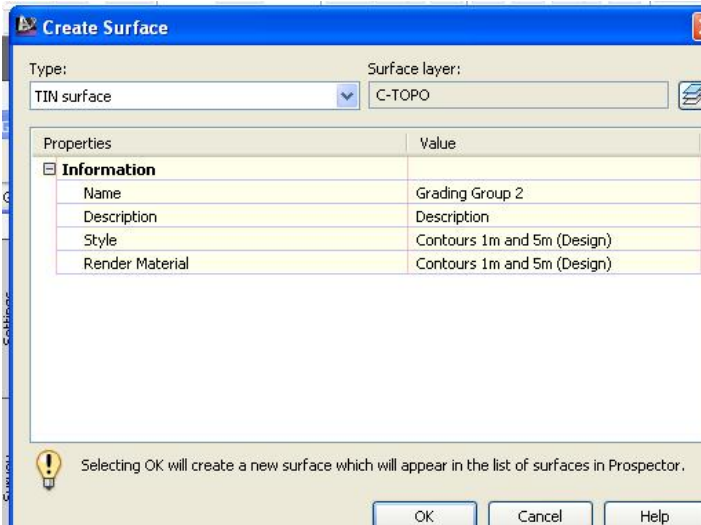 Create Surface
Type:
Surface layer:
TIN surface
C-TOPO
Properties Value
Information
Name Grading Group 2
Description Description
Style Contours 1m and 5m (Design)
Render Material Contours 1m and 5m (Design)
Settings
Survey
Selecting OK will create a new surface which will appear in the list of surfaces in Prospector.
OK Cancel Help